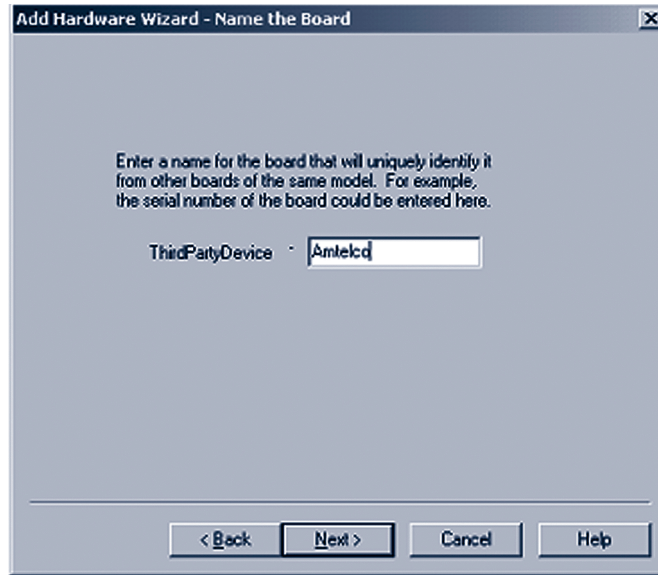 Add Hardware Wizard - Name the Board
Enter a name for the board that will uniquely identify it
from other boards of the same model. For example,
the serial number of the board could be entered here.
ThirdPartyDevice - Amtelco
< Back Next > Cancel Help